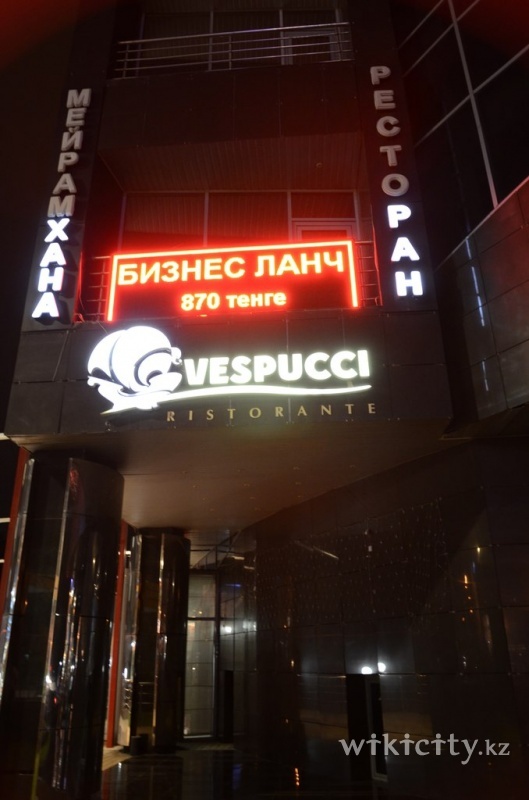 МЕЙРАМХАНА
РЕСТОРАН
БИЗНЕС ЛАНЧ
870 тенге
VESPUCCI
RISTORANTE
wikicity.kz